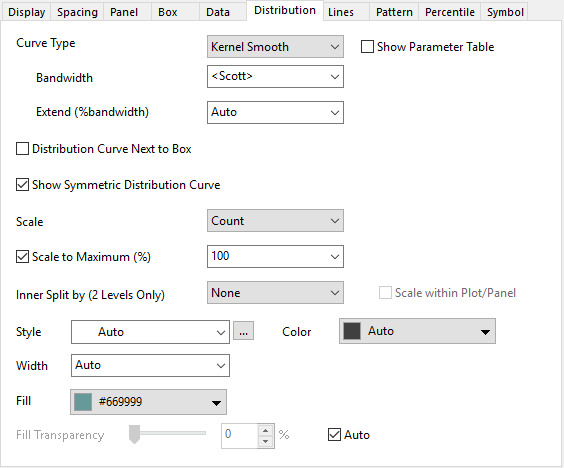 Display Spacing Panel Box Data Distribution Lines Pattern Percentile Symbol
Curve Type Kernel Smooth Show Parameter Table
Bandwidth <Scott>
Extend (%bandwidth) Auto
Distribution Curve Next to Box
Show Symmetric Distribution Curve
Scale Count
Scale to Maximum (%) 100
Inner Split by (2 Levels Only) None Scale within Plot/Panel
Style Auto ... Color Auto
Width Auto
Fill #669999
Fill Transparency 0 % Auto